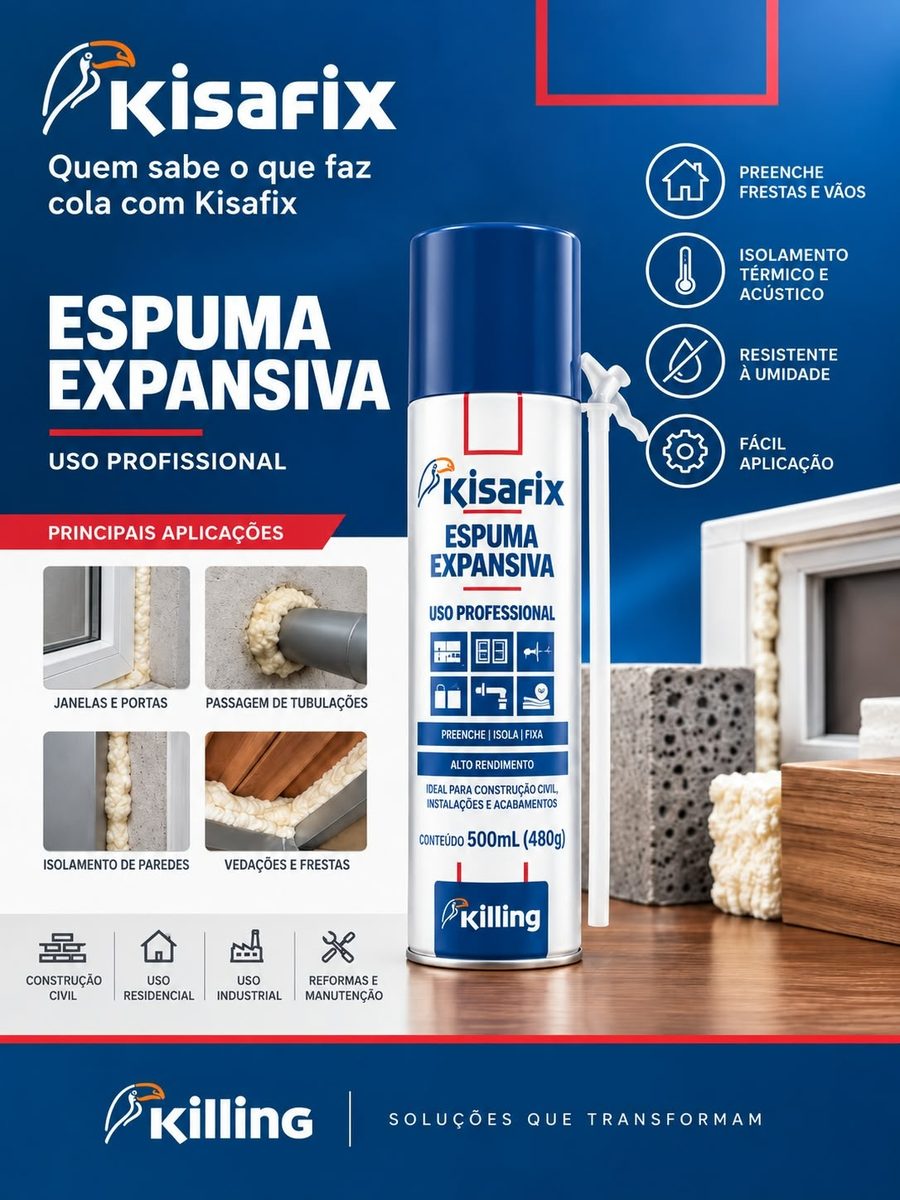 Kisafix
Quem sabe o que faz
cola com Kisafix
ESPUMA
EXPANSIVA
USO PROFISSIONAL
PREENCHE
FRESTAS E VÃOS
ISOLAMENTO
TÉRMICO E
ACÚSTICO
RESISTENTE
À UMIDADE
FÁCIL
APLICAÇÃO
PRINCIPAIS APLICAÇÕES
JANELAS E PORTAS
PASSAGEM DE TUBULAÇÕES
ISOLAMENTO DE PAREDES
VEDAÇÕES E FRESTAS
Kisafix
ESPUMA
EXPANSIVA
USO PROFESSIONAL
PREENCHE | ISOLA | FIXA
ALTO RENDIMENTO
IDEAL PARA CONSTRUÇÃO CIVIL,
INSTALAÇÕES E ACABAMENTOS
CONTEÚDO 500mL (480g)
Killing
CONSTRUÇÃO
CIVIL
USO
RESIDENCIAL
USO
INDUSTRIAL
REFORMAS E
MANUTENÇÃO
Killing
SOLUÇÕES QUE TRANSFORMAM